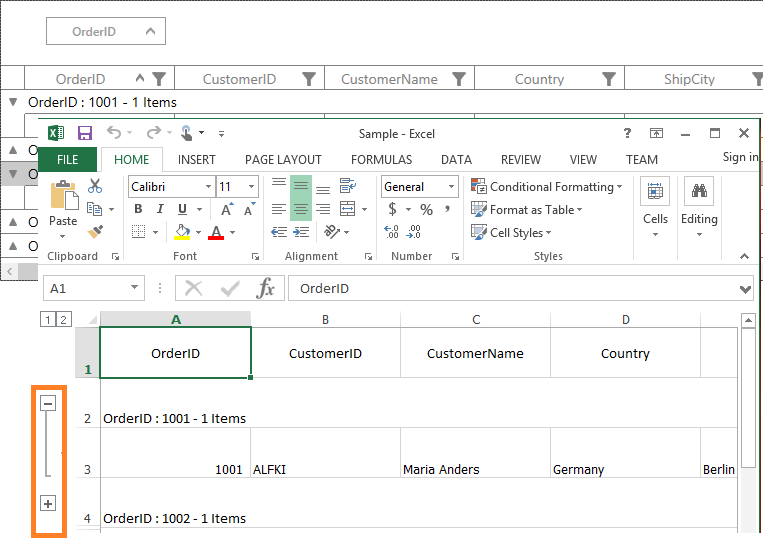 OrderID
OrderID CustomerID CustomerName Country ShipCity
OrderID : 1001 - 1 Items
O
O
O
O
Sample - Excel
FILE HOME INSERT PAGE LAYOUT FORMULAS DATA REVIEW VIEW TEAM Sign in
Calibri 11 General Conditional Formatting
Paste B I U A A $ % , Format as Table Cells Editing
A .0 .00 Cell Styles
Clipboard Font Alignment Number Styles
A1 fx OrderID
1 2 A B C D
1 OrderID CustomerID CustomerName Country
2 OrderID : 1001 - 1 Items
3 1001 ALFKI Maria Anders Germany Berlin
4 OrderID : 1002 - 1 Items